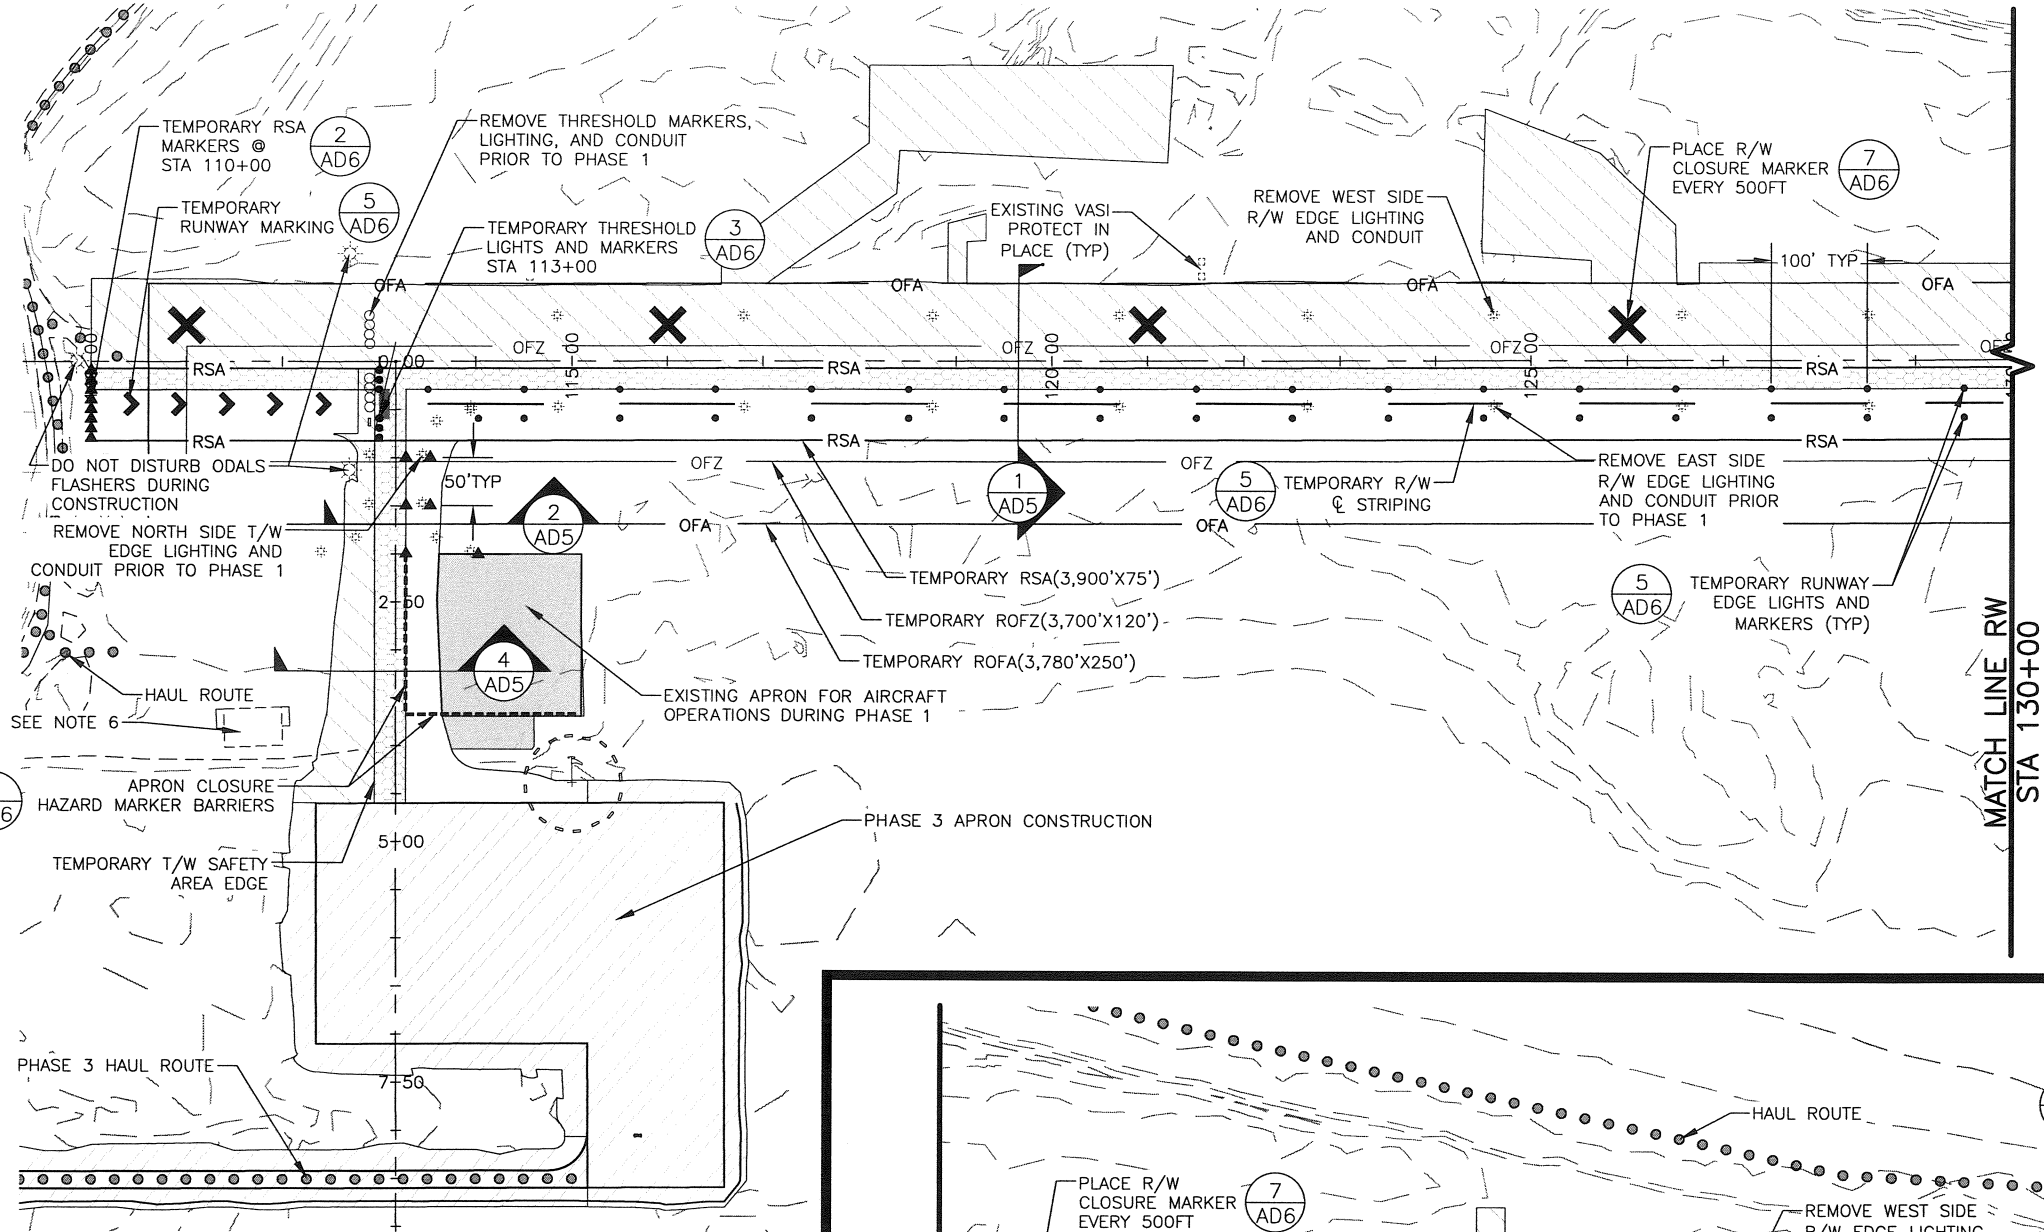 TEMPORARY RSA
MARKERS @
STA 110+00
2
AD6
REMOVE THRESHOLD MARKERS,
LIGHTING, AND CONDUIT
PRIOR TO PHASE 1
TEMPORARY
RUNWAY MARKING
5
AD6
TEMPORARY THRESHOLD
LIGHTS AND MARKERS
STA 113+00
3
AD6
EXISTING VASI
PROTECT IN
PLACE (TYP)
REMOVE WEST SIDE
R/W EDGE LIGHTING
AND CONDUIT
PLACE R/W
CLOSURE MARKER
EVERY 500FT
7
AD6
100' TYP
OFA
OFA
OFA
OFA
OFZ
OFZ
OFZ
RSA
RSA
RSA
115+00
120+00
125+00
RSA
RSA
RSA
OFZ
OFZ
OFA
OFA
DO NOT DISTURB ODALS
FLASHERS DURING
CONSTRUCTION
50'TYP
2
AD5
1
AD5
5
AD6
TEMPORARY R/W
℄ STRIPING
REMOVE EAST SIDE
R/W EDGE LIGHTING
AND CONDUIT PRIOR
TO PHASE 1
REMOVE NORTH SIDE T/W
EDGE LIGHTING AND
CONDUIT PRIOR TO PHASE 1
TEMPORARY RSA(3,900'X75')
TEMPORARY ROFZ(3,700'X120')
TEMPORARY ROFA(3,780'X250')
5
AD6
TEMPORARY RUNWAY
EDGE LIGHTS AND
MARKERS (TYP)
2+50
4
AD5
HAUL ROUTE
SEE NOTE 6
EXISTING APRON FOR AIRCRAFT
OPERATIONS DURING PHASE 1
MATCH LINE RW
STA 130+00
APRON CLOSURE
HAZARD MARKER BARRIERS
6
PHASE 3 APRON CONSTRUCTION
5+00
TEMPORARY T/W SAFETY
AREA EDGE
PHASE 3 HAUL ROUTE
7+50
HAUL ROUTE
PLACE R/W
CLOSURE MARKER
EVERY 500FT
7
AD6
REMOVE WEST SIDE
R/W EDGE LIGHTING